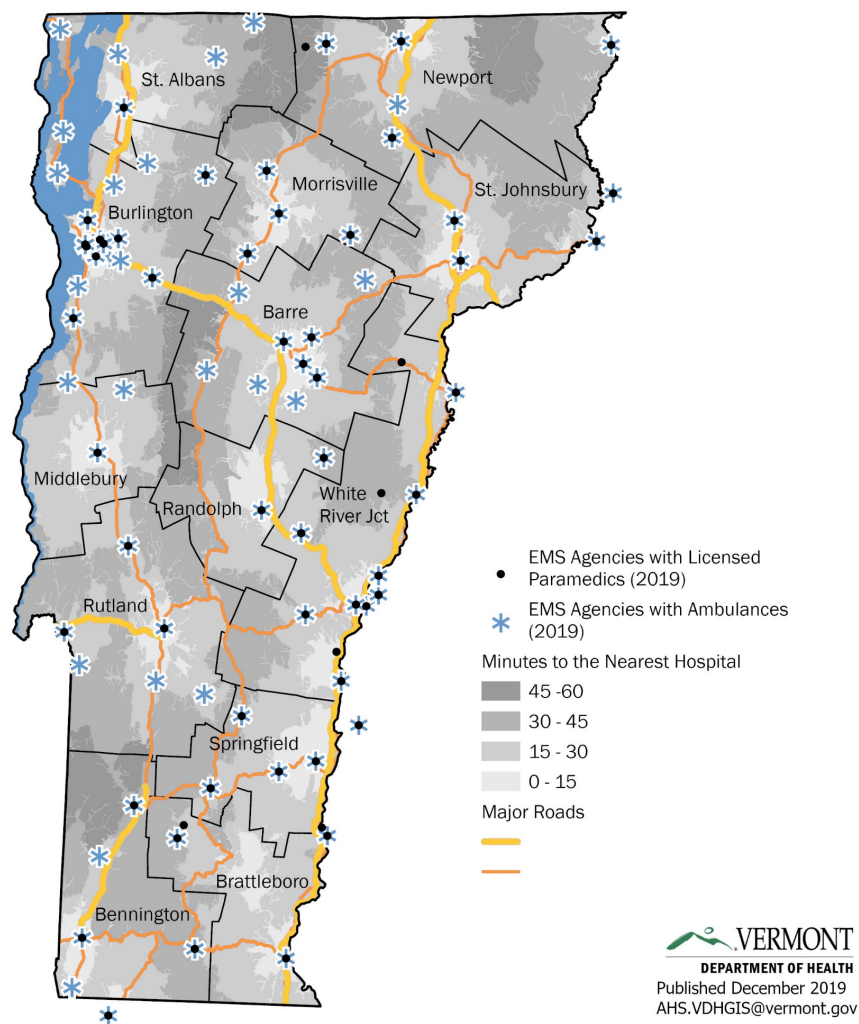 St. Albans
Newport
Morrisville
St. Johnsbury
Burlington
Barre
Middlebury
Randolph
White
River Jct
Rutland
Springfield
Brattleboro
Bennington
EMS Agencies with Licensed
Paramedics (2019)
EMS Agencies with Ambulances
(2019)
Minutes to the Nearest Hospital
45 -60
30 - 45
15 - 30
0 - 15
Major Roads
VERMONT
DEPARTMENT OF HEALTH
Published December 2019
AHS.VDHGIS@vermont.gov